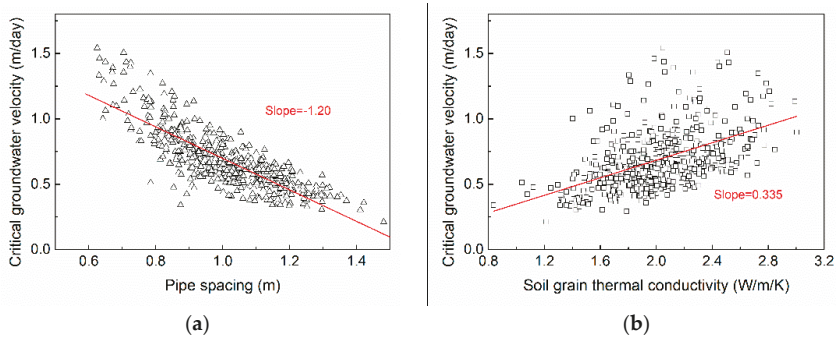 Critical groundwater velocity (m/day)
1.5
1.0
0.5
0.0
Slope=-1.20
0.6 0.8 1.0 1.2 1.4
Pipe spacing (m)
(a)
Critical groundwater velocity (m/day)
1.5
1.0
0.5
0.0
Slope=0.335
0.8 1.2 1.6 2.0 2.4 2.8 3.2
Soil grain thermal conductivity (W/m/K)
(b)